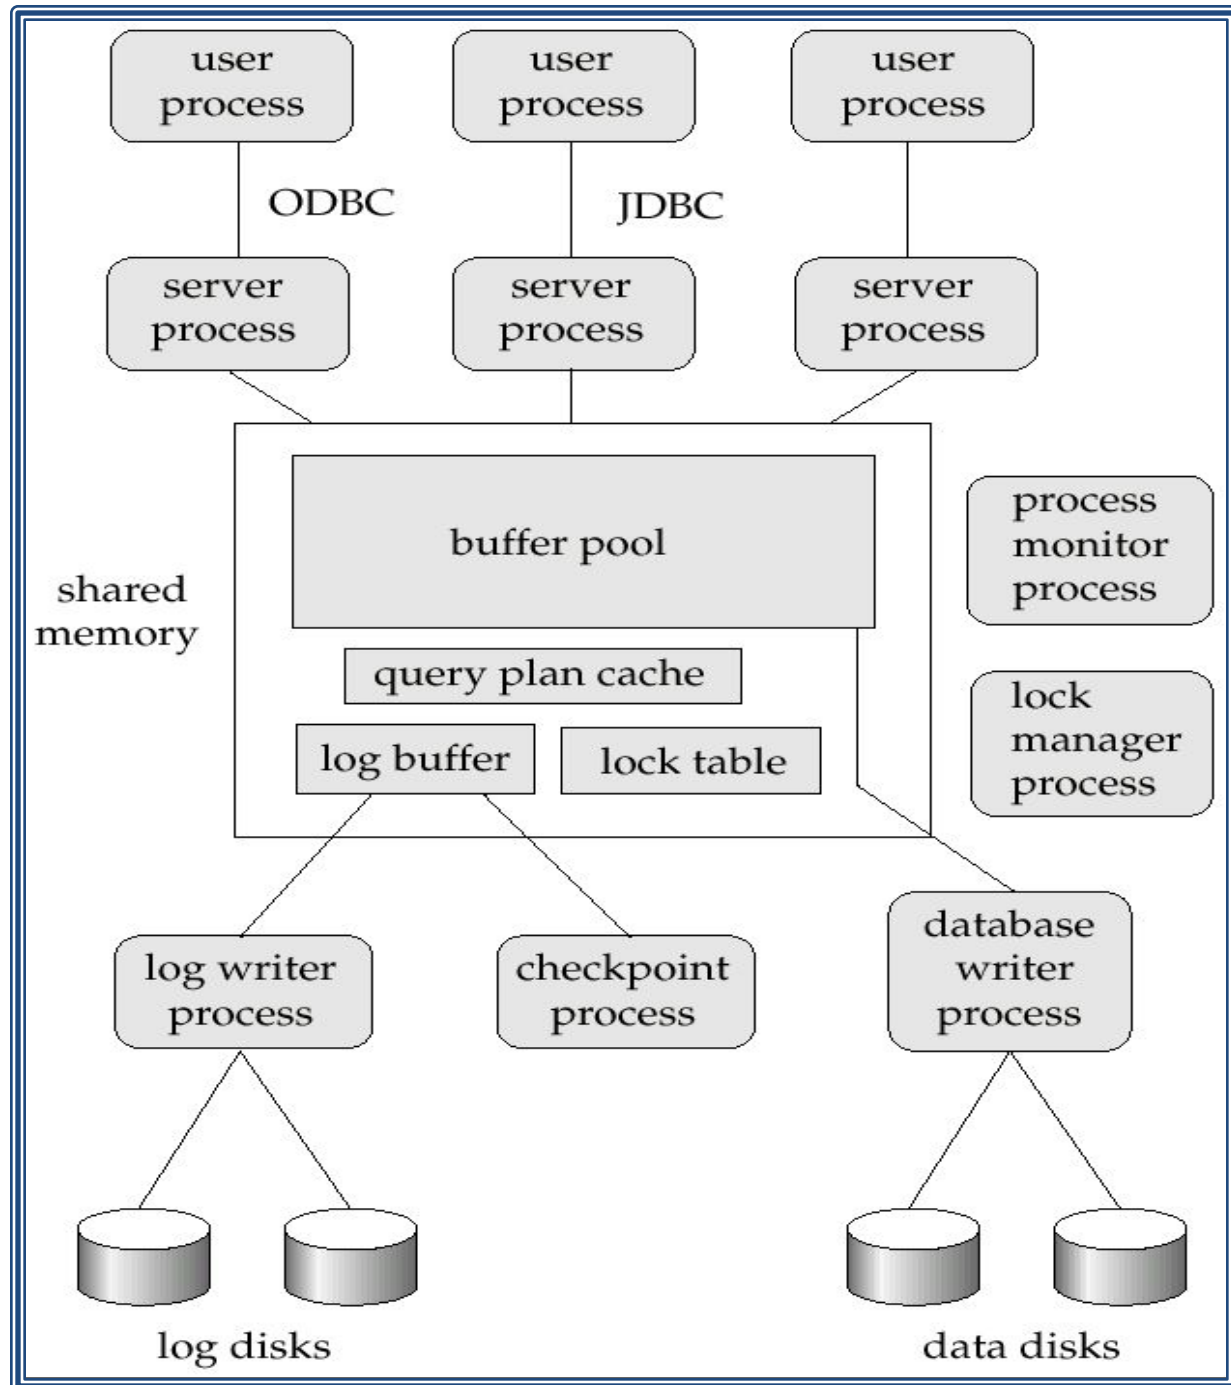 user
process
user
process
user
process
ODBC
JDBC
server
process
server
process
server
process
shared
memory
buffer pool
query plan cache
log buffer
lock table
process
monitor
process
lock
manager
process
log writer
process
checkpoint
process
database
writer
process
log disks
data disks